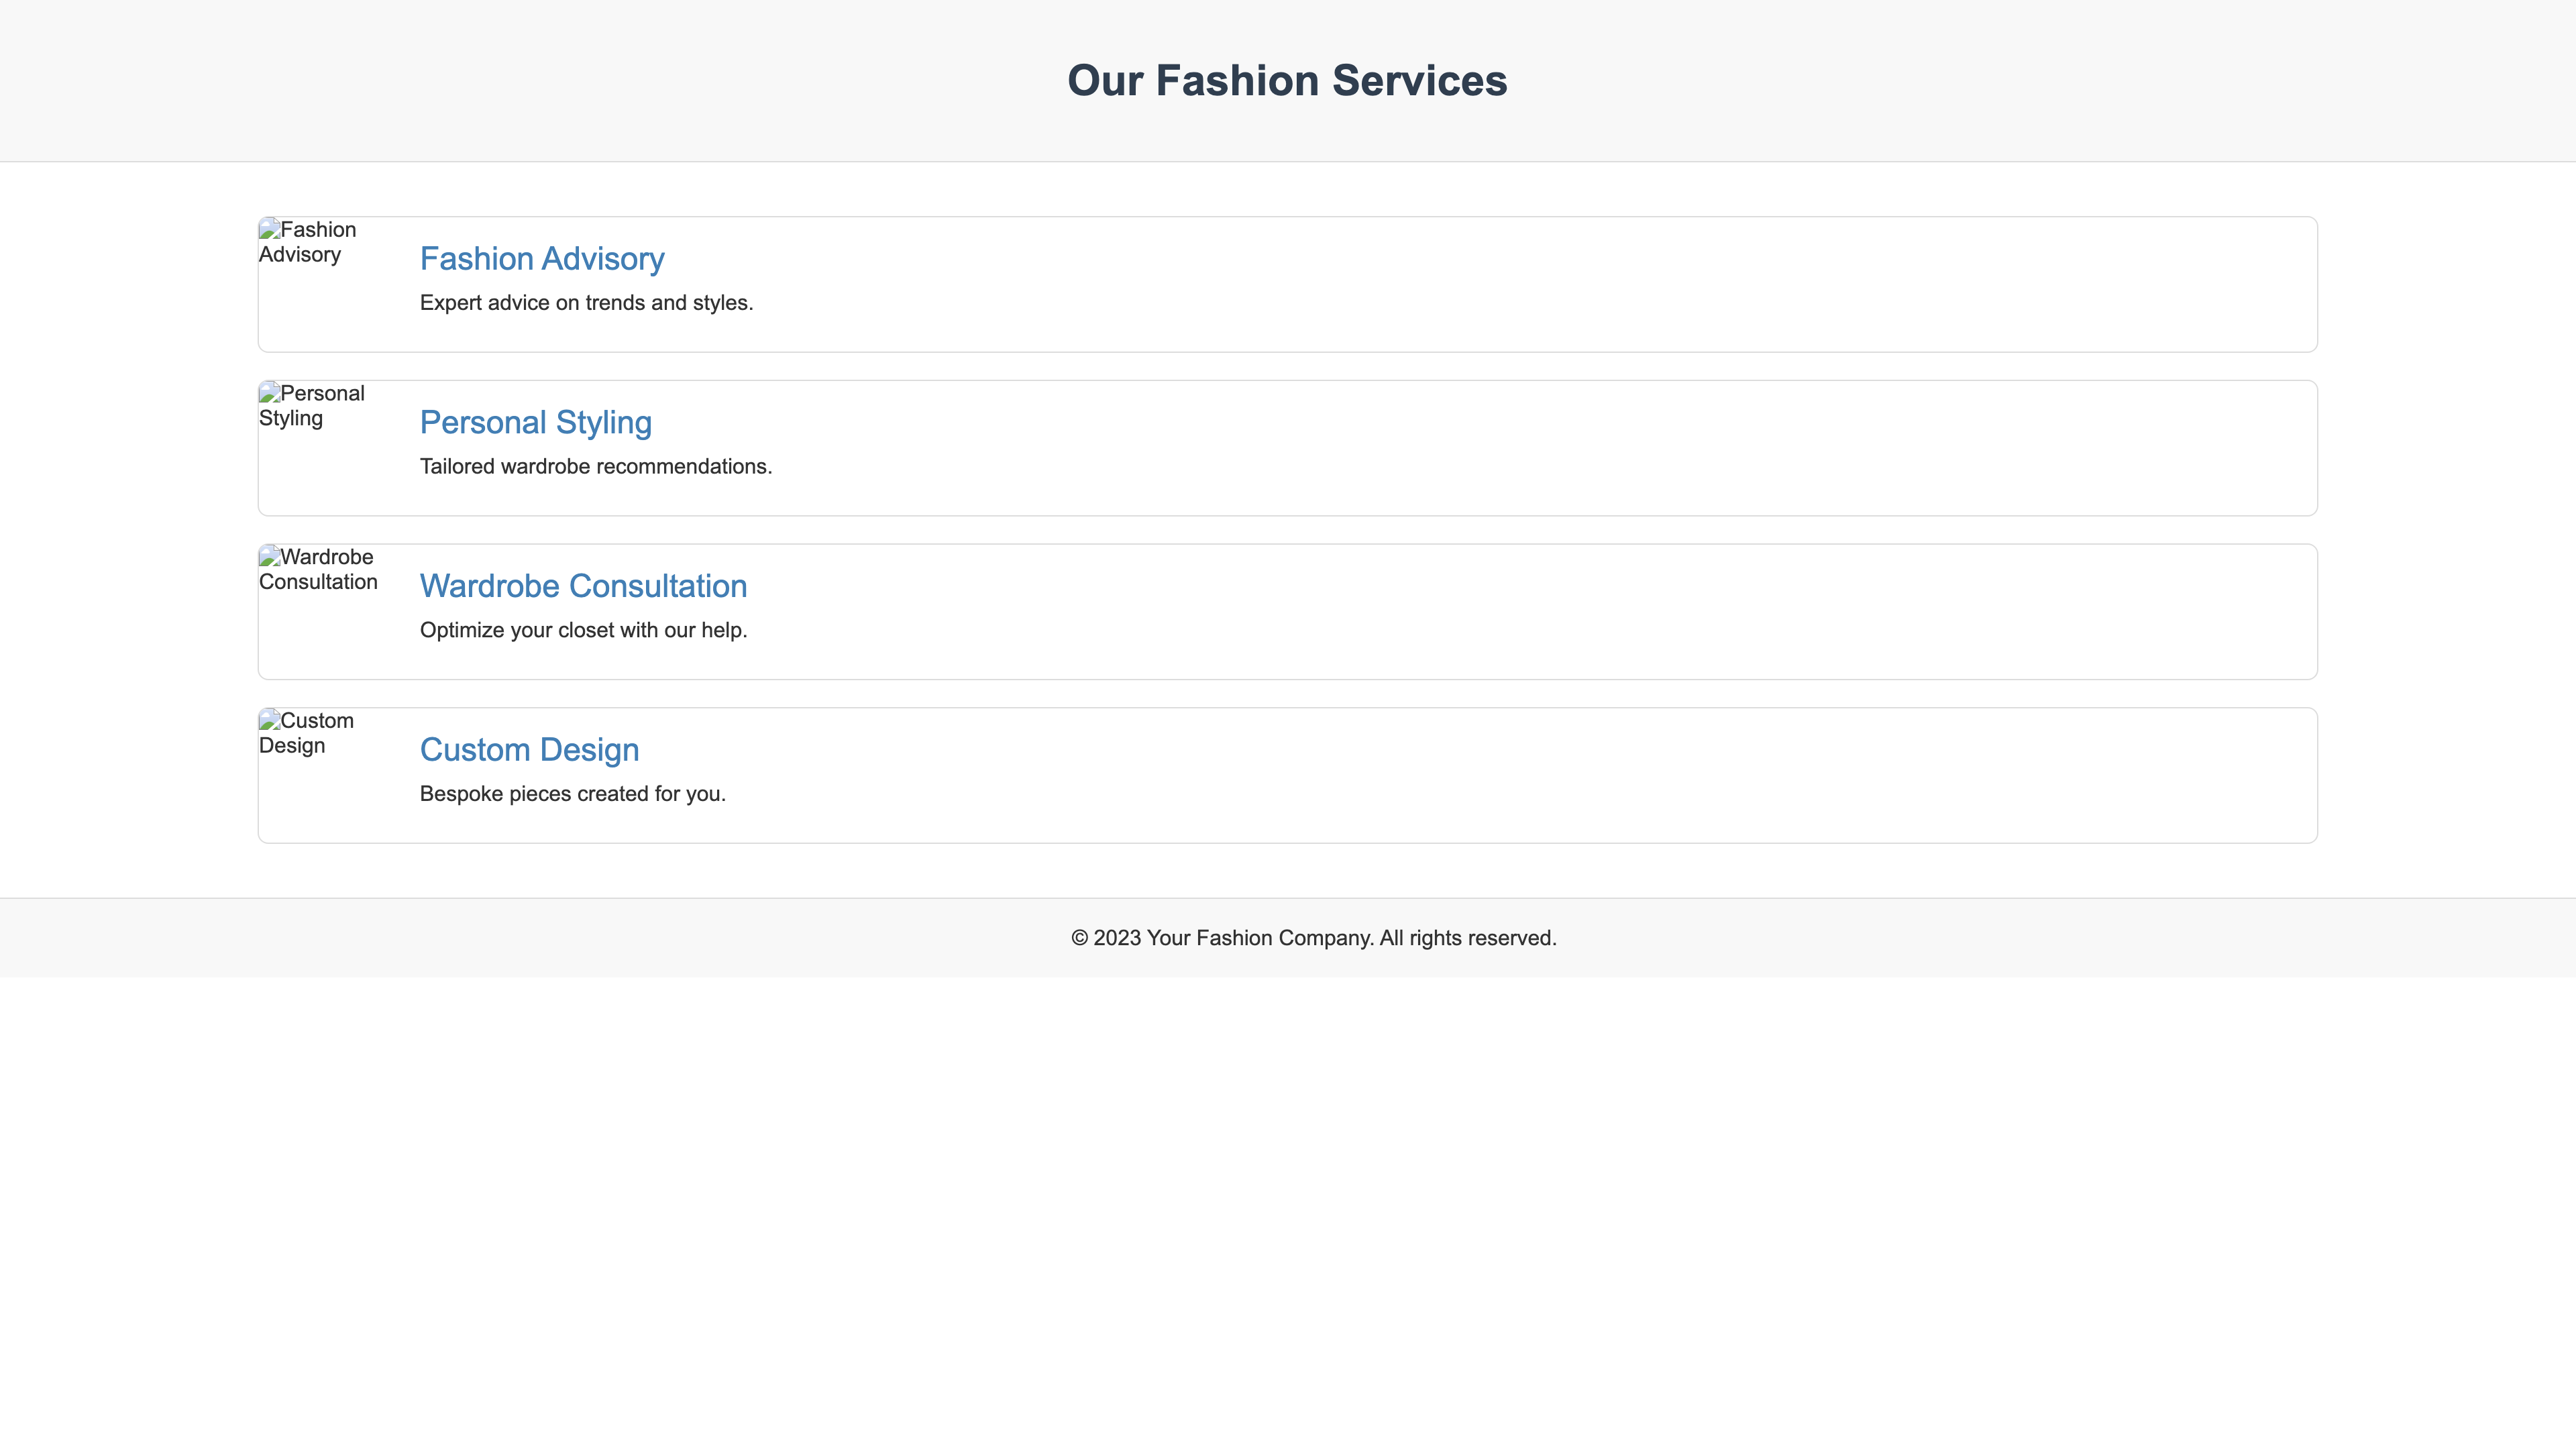 Our Fashion Services
Fashion
Advisory
Fashion Advisory
Expert advice on trends and styles.
Personal
Styling
Personal Styling
Tailored wardrobe recommendations.
Wardrobe
Consultation
Wardrobe Consultation
Optimize your closet with our help.
Custom
Design
Custom Design
Bespoke pieces created for you.
© 2023 Your Fashion Company. All rights reserved.